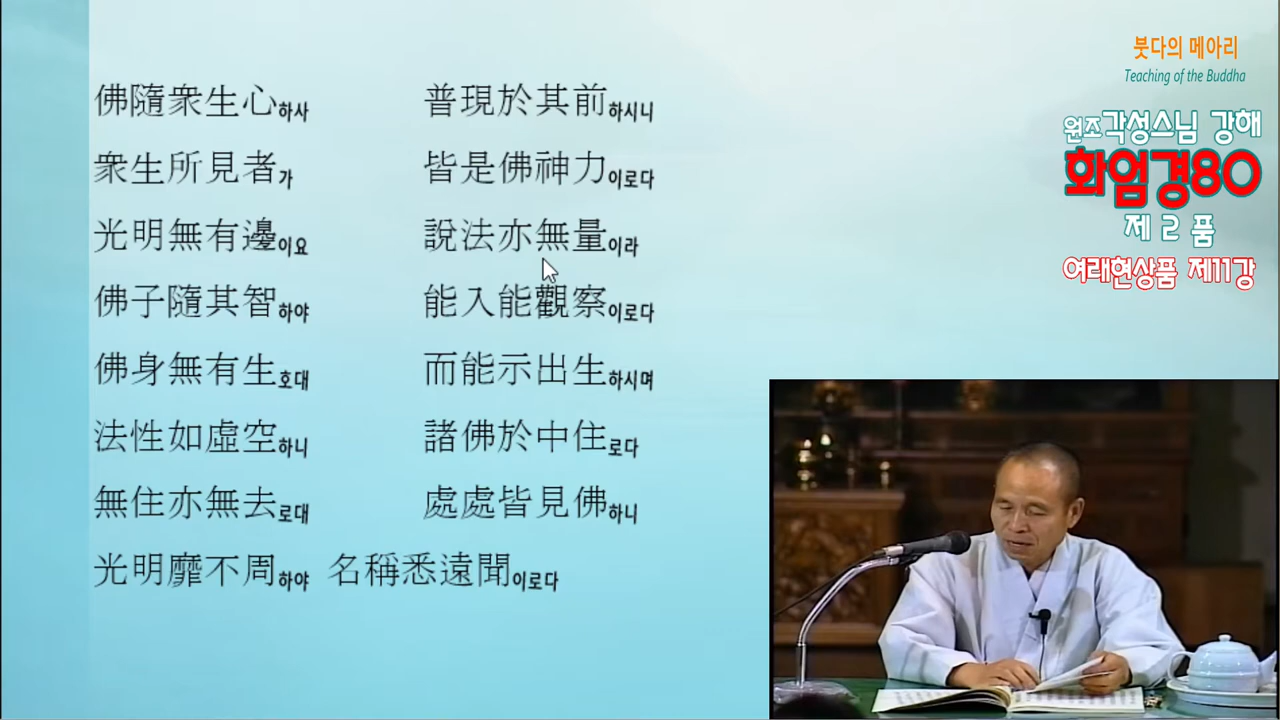 佛隨衆生心하사 普現於其前하시니
衆生所見者가 皆是佛神力이로다
光明無有邊이요 說法亦無量이라
佛子隨其智하야 能入能觀察이로다
佛身無有生호대 而能示出生하시며
法性如虛空하니 諸佛於中住로다
無住亦無去로대 處處皆見佛하니
光明靡不周하야 名稱悉遠聞이로다
붓다의 메아리
Teaching of the Buddha
원조각성스님 강해
화엄경80
제 2 품
여래현상품 제11강